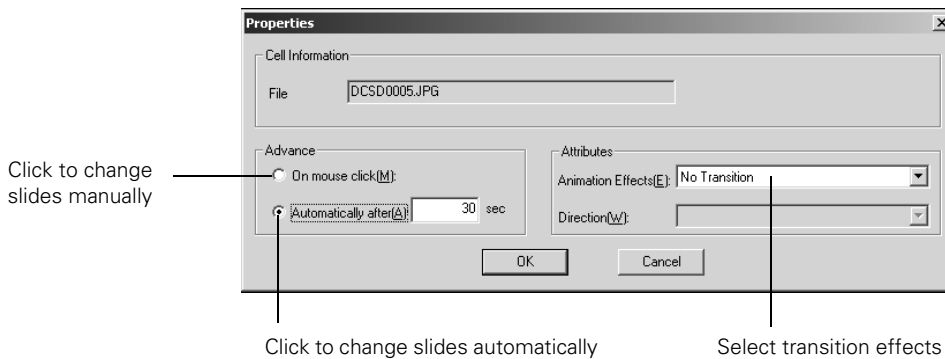 Properties
Cell Information
File DCSD0005.JPG
Advance
On mouse click(M):
Automatically after(A) 30 sec
Attributes
Animation Effects(E): No Transition
Direction(W):
OK Cancel
Click to change
slides manually
Click to change slides automatically
Select transition effects